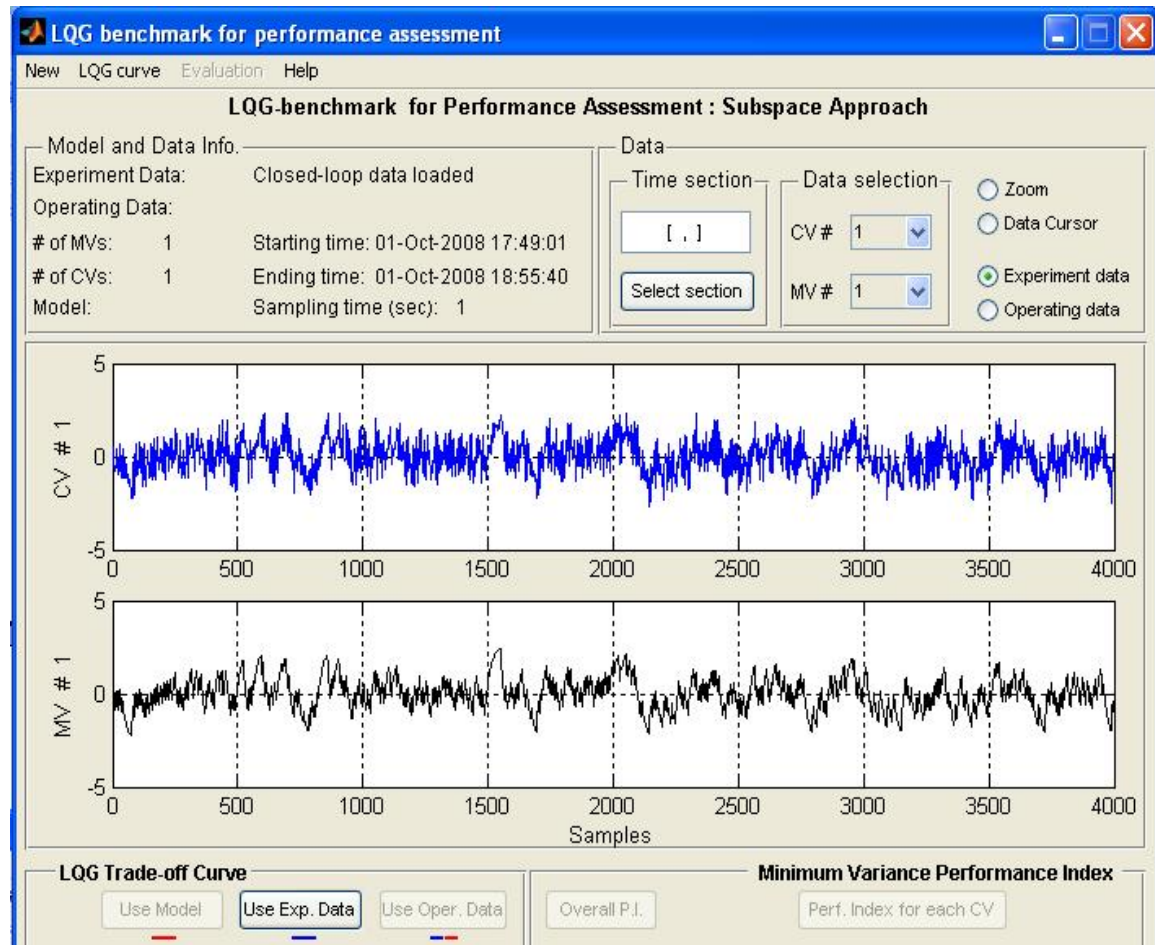 LQG benchmark for performance assessment
New LQG curve Evaluation Help
LQG-benchmark for Performance Assessment : Subspace Approach
Model and Data Info.
Experiment Data: Closed-loop data loaded
Operating Data:
# of MVs: 1 Starting time: 01-Oct-2008 17:49:01
# of CVs: 1 Ending time: 01-Oct-2008 18:55:40
Model: Sampling time (sec): 1
Data
Time section
[ , ]
Select section
Data selection
CV # 1
MV # 1
Zoom
Data Cursor
Experiment data
Operating data
CV # 1
5
0
-5
0 500 1000 1500 2000 2500 3000 3500 4000
MV # 1
5
0
-5
0 500 1000 1500 2000 2500 3000 3500 4000
Samples
LQG Trade-off Curve
Use Model Use Exp. Data Use Oper. Data
Minimum Variance Performance Index
Overall P.I. Perf. Index for each CV